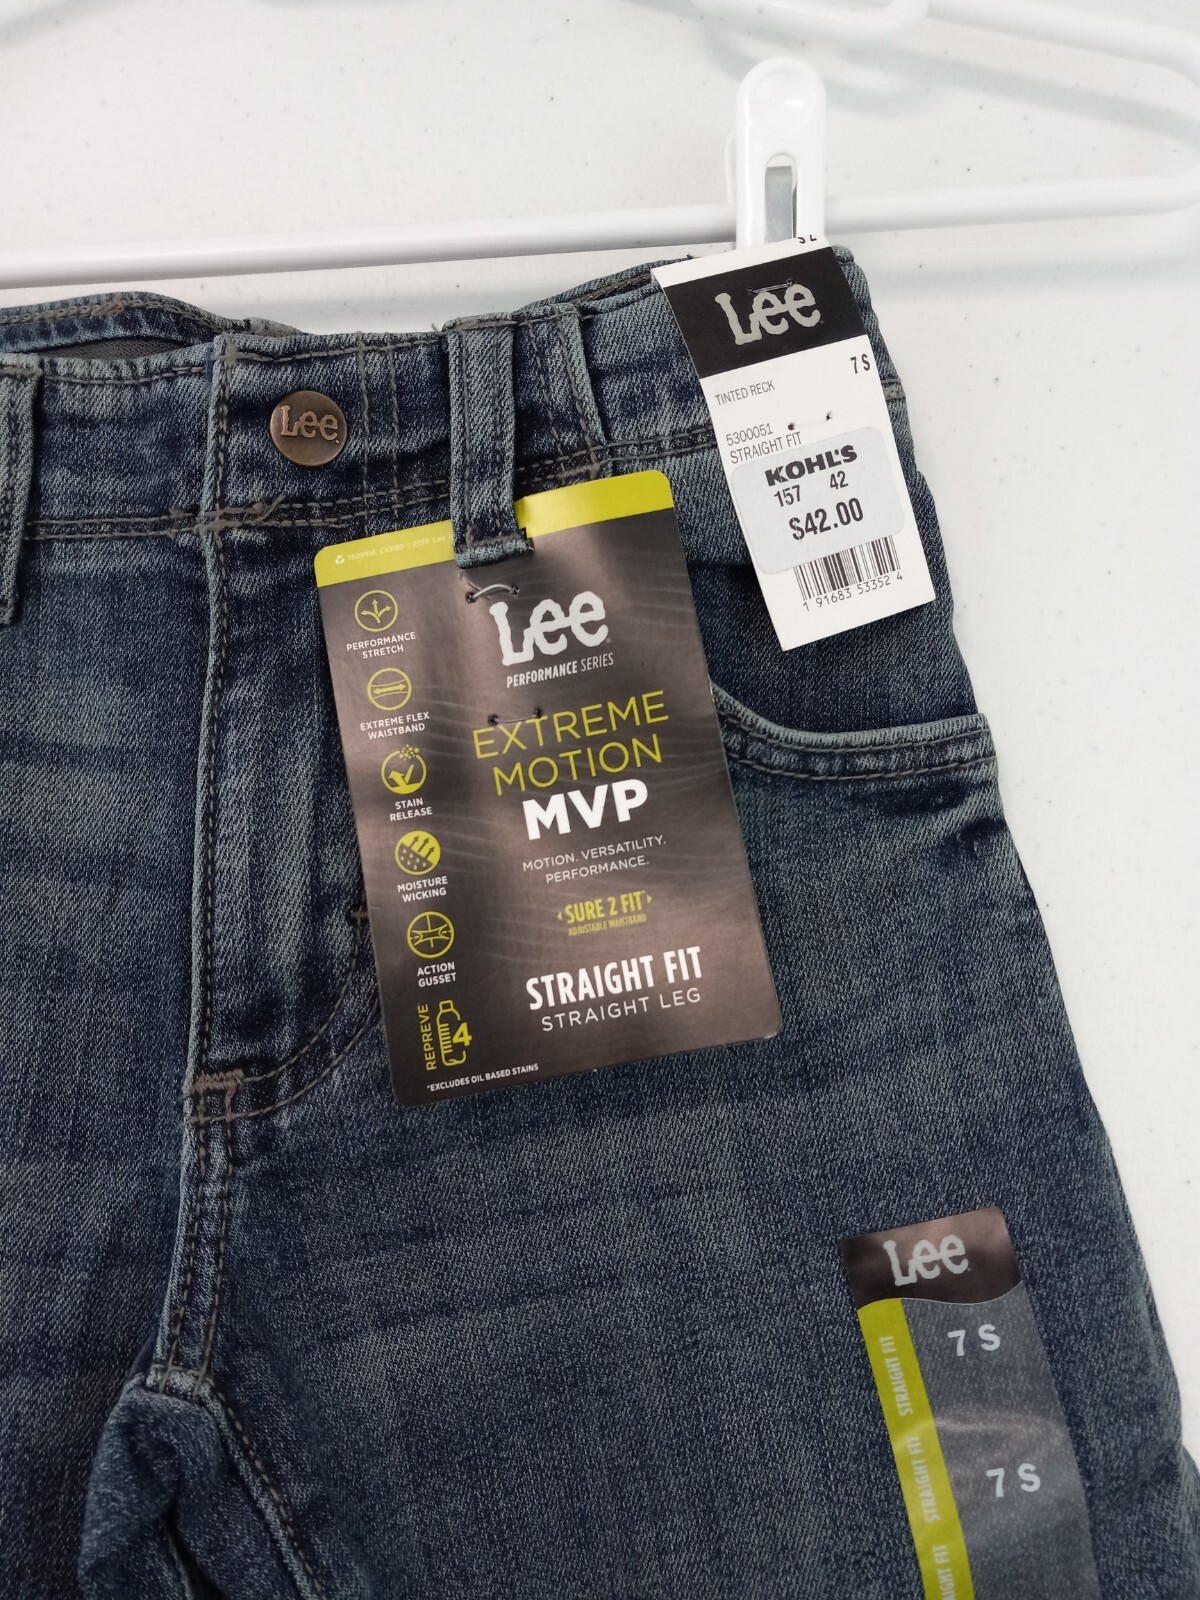 Lee
7 S
TINTED RECK
5300051
STRAIGHT FIT
KOHL'S
157 42
$42.00
1 91683 53352 4
Lee
Lee
PERFORMANCE SERIES
EXTREME
MOTION
MVP
MOTION. VERSATILITY.
PERFORMANCE.
SURE 2 FIT
ADJUSTABLE WAISTBAND
STRAIGHT FIT
STRAIGHT LEG
PERFORMANCE
STRETCH
EXTREME FLEX
WAISTBAND
STAIN
RELEASE
MOISTURE
WICKING
ACTION
GUSSET
REPREVE
4
*EXCLUDES OIL BASED STAINS
Lee
STRAIGHT FIT
7 S
STRAIGHT FIT
7 S